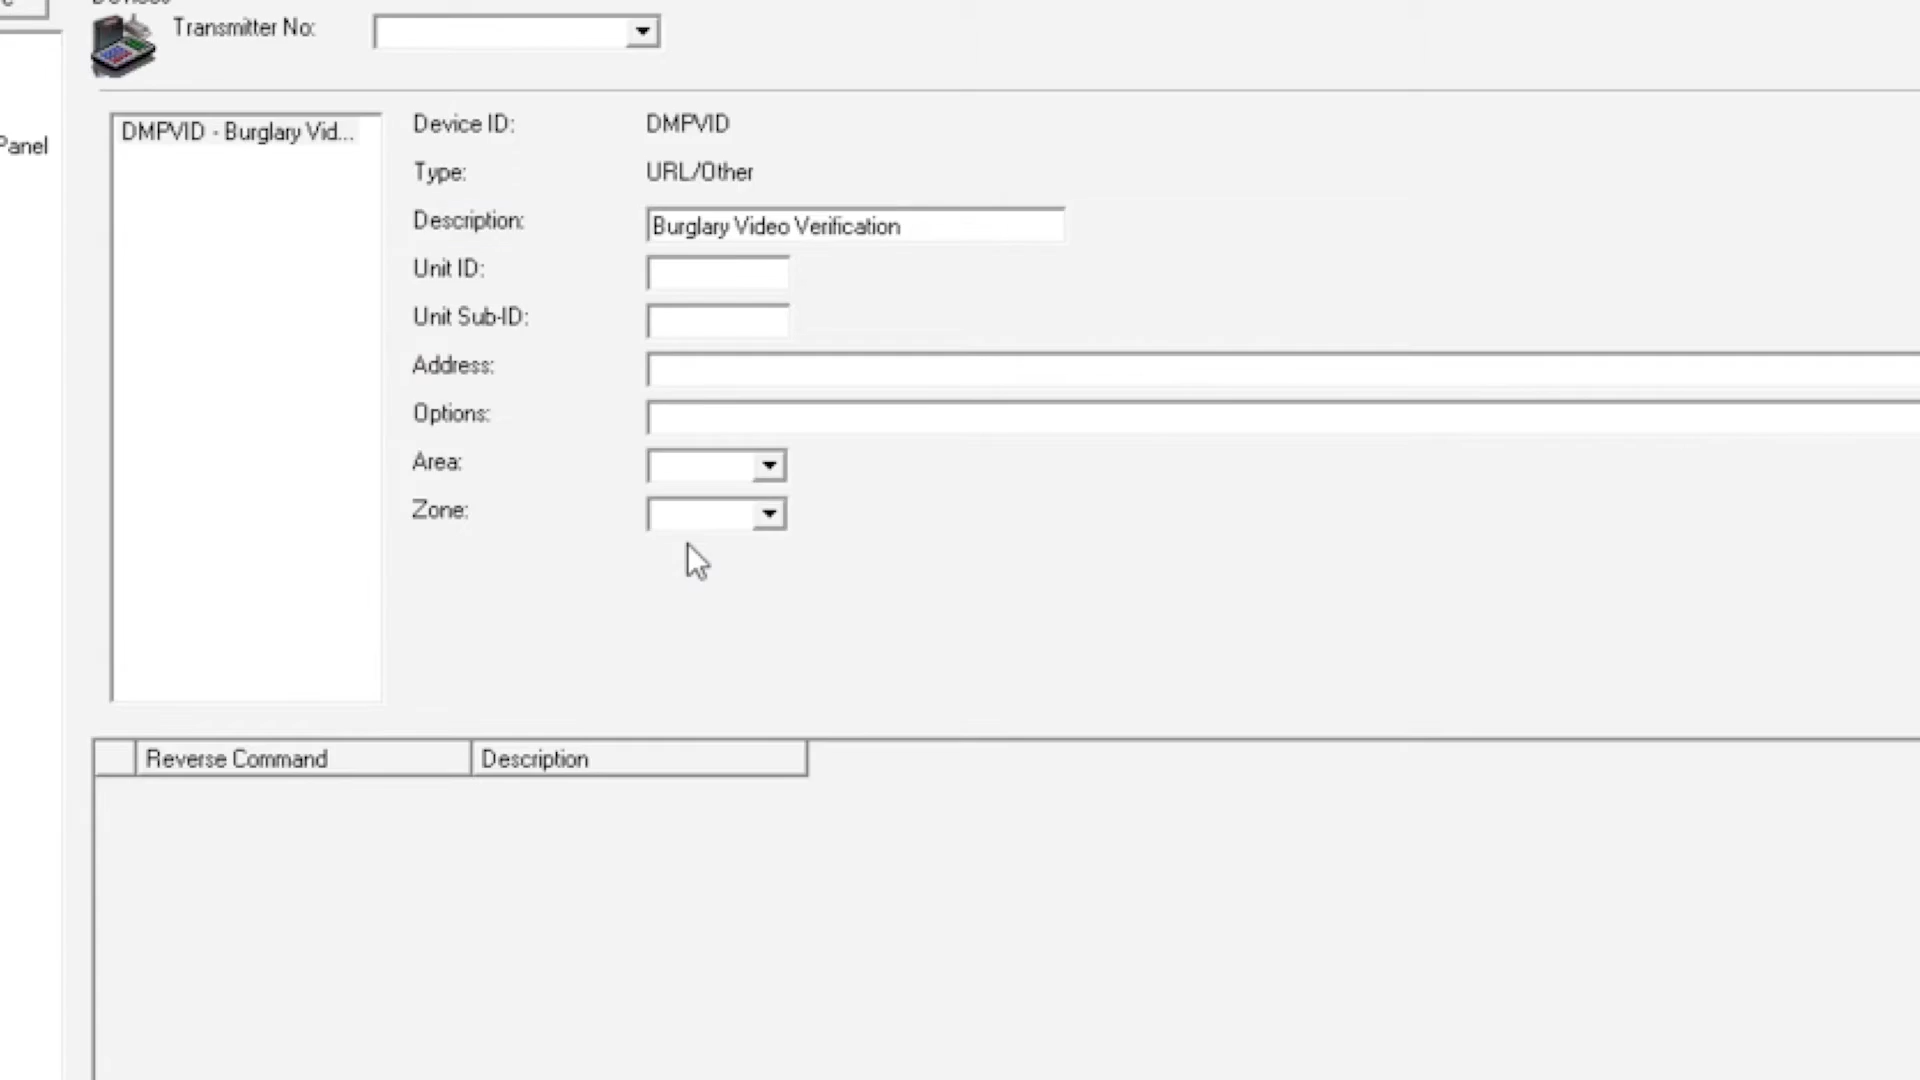 Devices
Transmitter No:
Panel
DMPVID - Burglary Vid...
Device ID: DMPVID
Type: URL/Other
Description: Burglary Video Verification
Unit ID:
Unit Sub-ID:
Address:
Options:
Area:
Zone:
Reverse Command Description